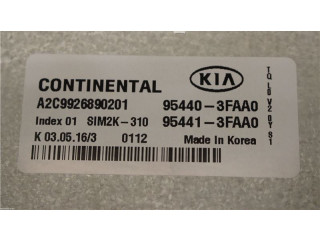 CONTINENTAL KIA
A2C9926890201 95440-3FAA0
Index 01 SIM2K-310 95441-3FAA0
K 03.05.16/3 0112 Made in Korea